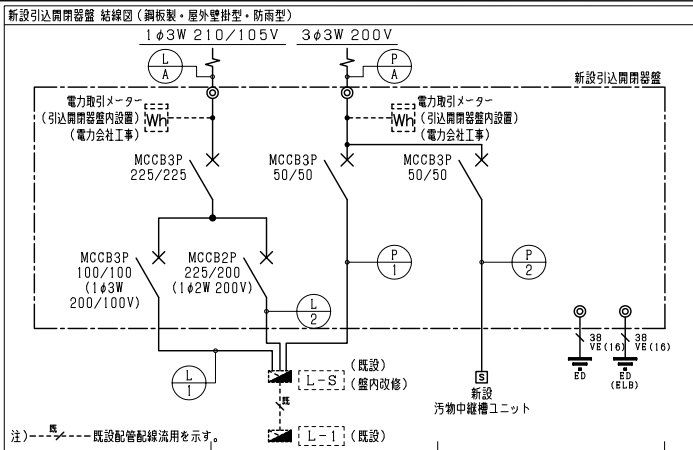 新設引込開閉器盤 結線図(鋼板製・屋外壁掛型・防雨型)
1φ3W 210/105V
3φ3W 200V
L
A
P
A
新設引込開閉器盤
電力取引メーター
(引込開閉器盤内設置)
(電力会社工事)
Wh
Wh
電力取引メーター
(引込開閉器盤内設置)
(電力会社工事)
MCCB3P
225/225
MCCB3P
50/50
MCCB3P
50/50
MCCB3P
100/100
(1φ3W
200/100V)
MCCB2P
225/200
(1φ2W 200V)
P
1
P
2
L
2
L
1
38
VE(16)
38
VE(16)
ED
ED
(ELB)
L-S
(既設)
(盤内改修)
既
S
新設
汚物中継槽ユニット
L-1
(既設)
注)
既
既設配管配線流用を示す。